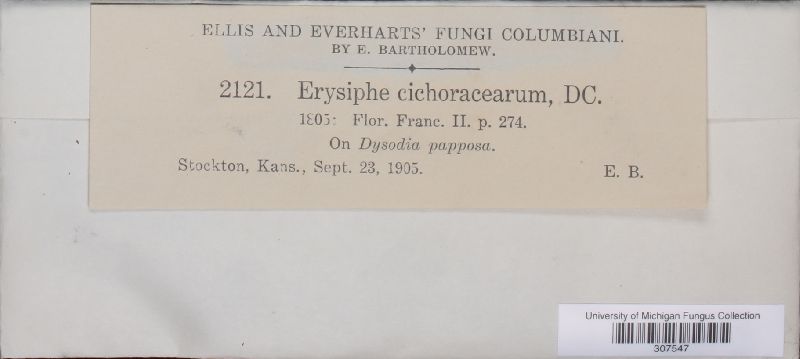 ELLIS AND EVERHARTS' FUNGI COLUMBIANI.
BY E. BARTHOLOMEW.
2121. Erysiphe cichoracearum, DC.
1805: Flor. Franc. II. p. 274.
On Dysodia papposa.
Stockton, Kans., Sept. 23, 1905. E. B.
University of Michigan Fungus Collection
307547